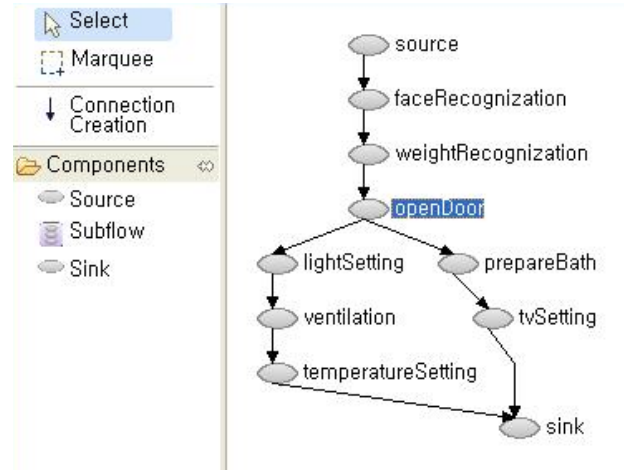 Select
Marquee
Connection
Creation
Components
Source
Subflow
Sink
source
faceRecognization
weightRecognization
openDoor
lightSetting
prepareBath
ventilation
tvSetting
temperatureSetting
sink